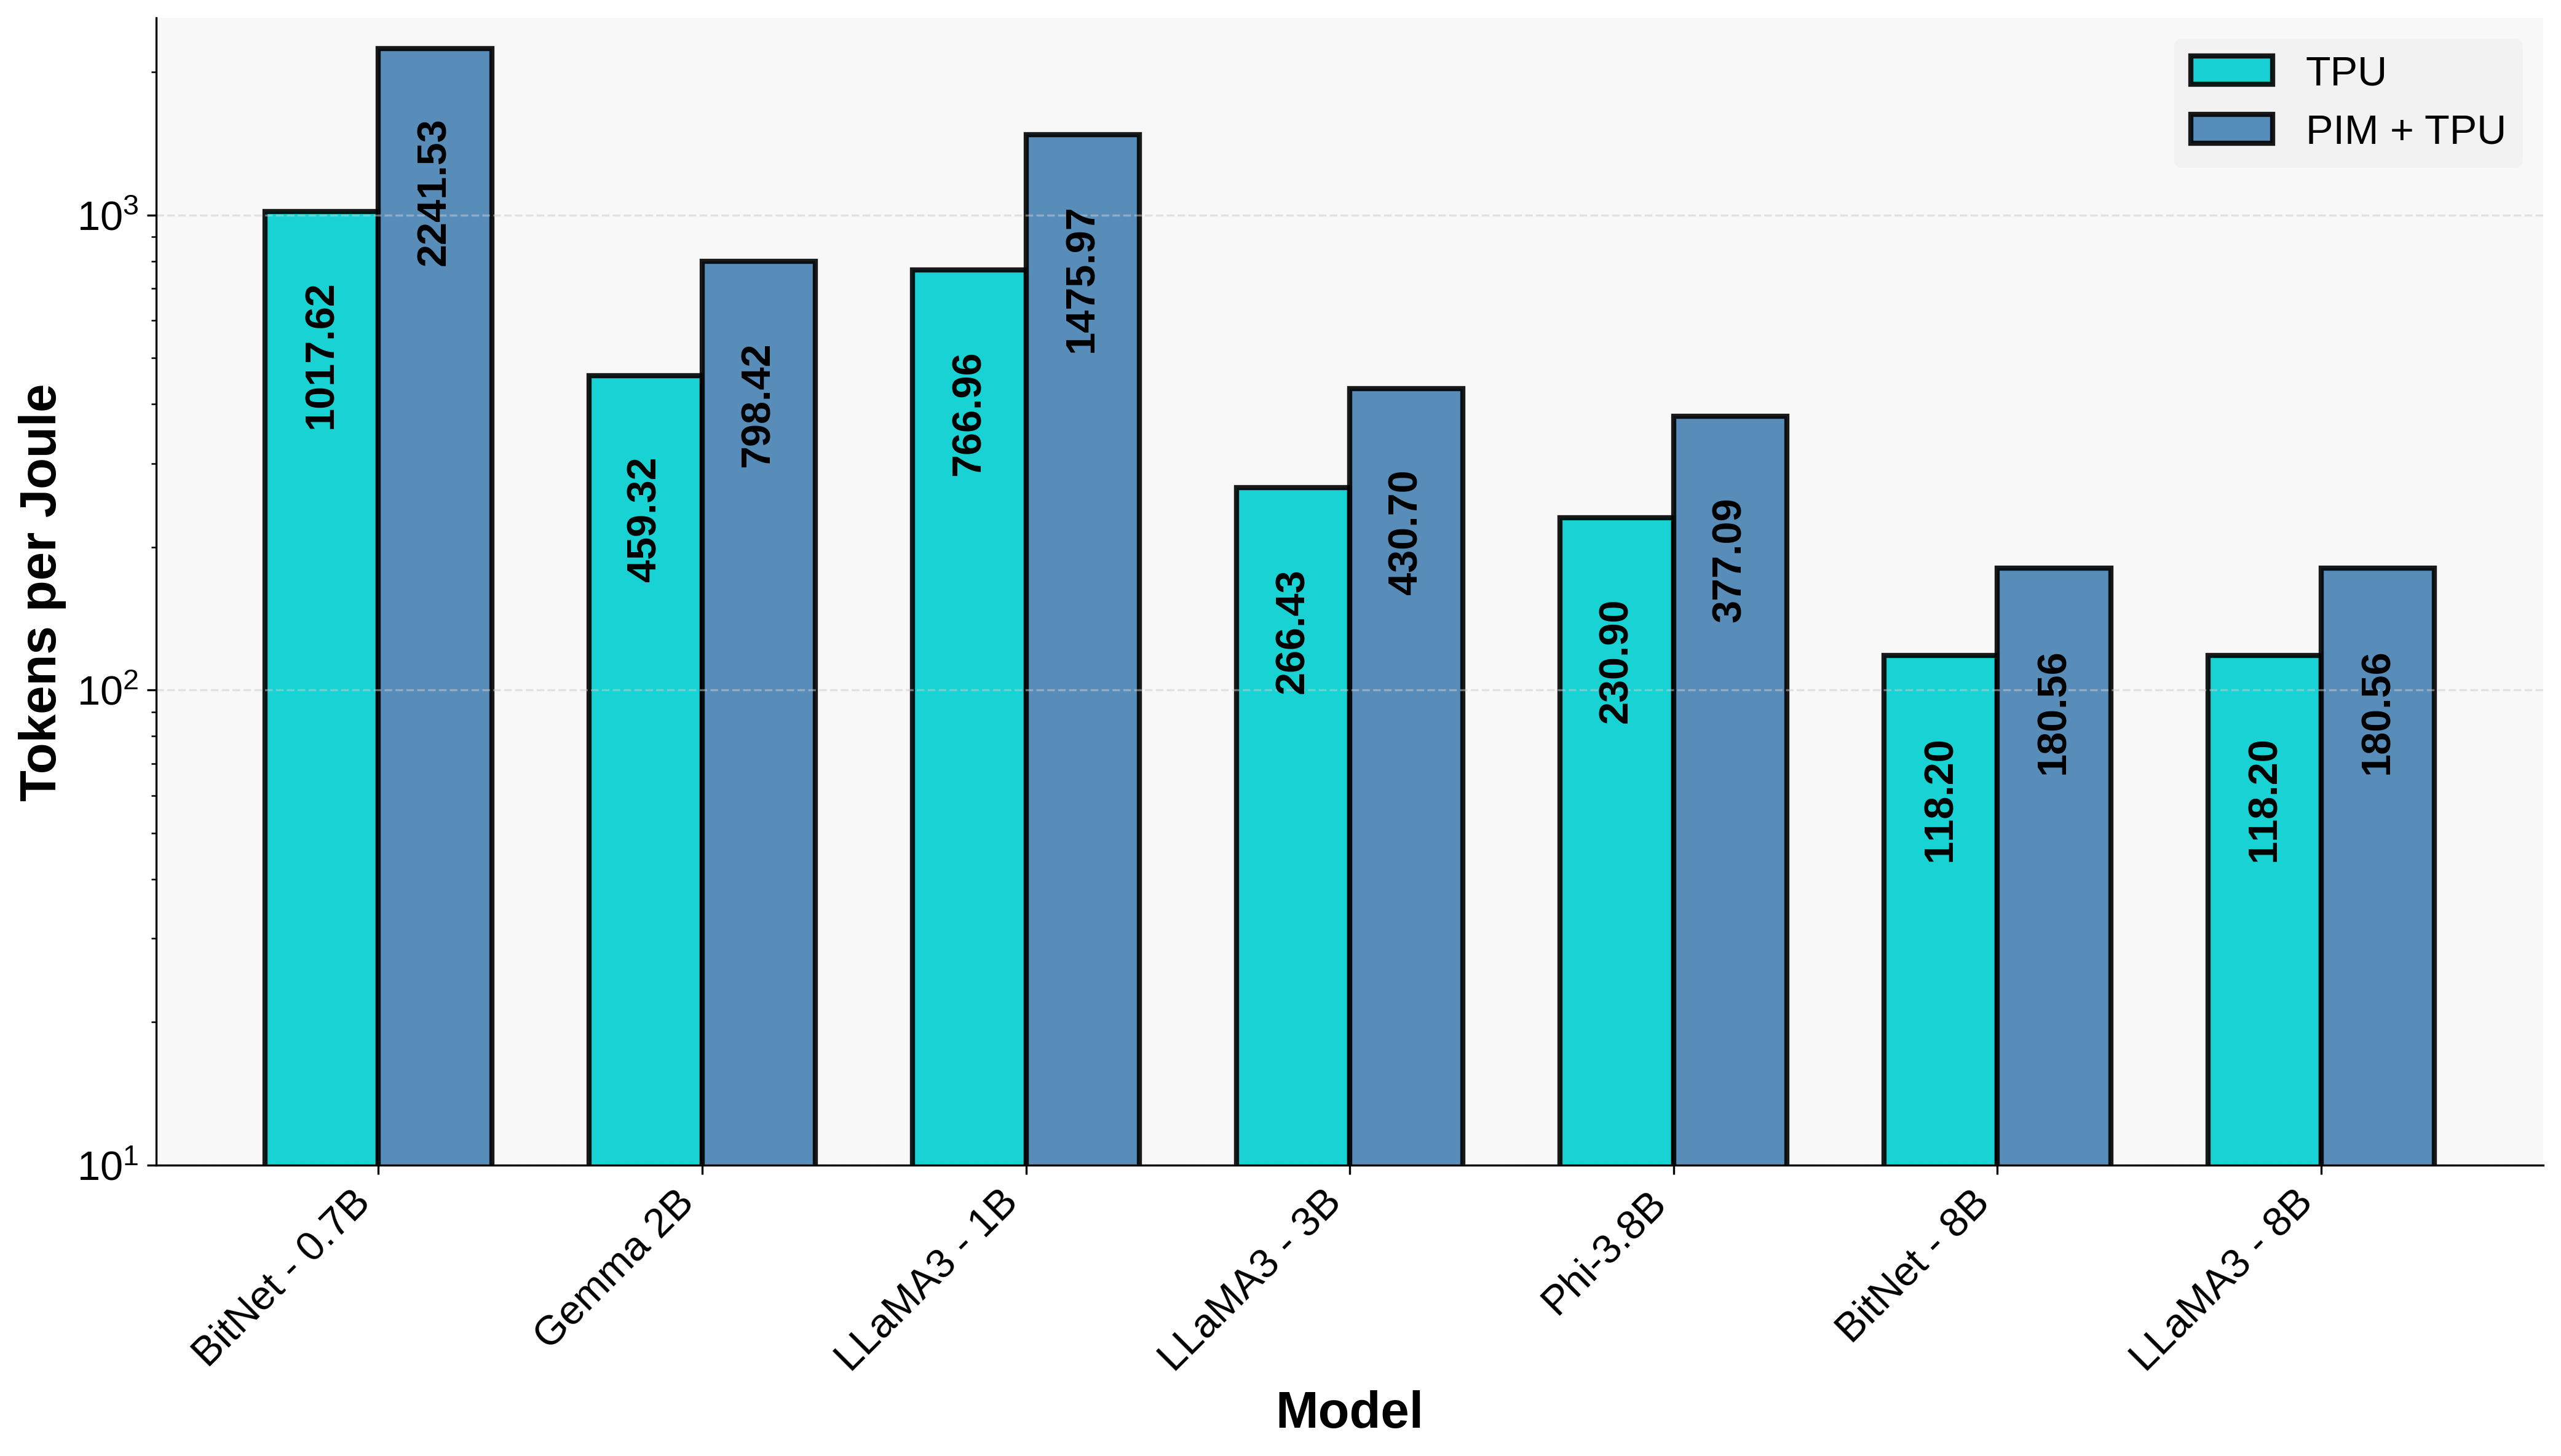 TPU
PIM + TPU
Tokens per Joule
10³
10²
10¹
1017.62
2241.53
459.32
798.42
766.96
1475.97
266.43
430.70
230.90
377.09
118.20
180.56
118.20
180.56
BitNet - 0.7B
Gemma 2B
LLaMA3 - 1B
LLaMA3 - 3B
Phi-3.8B
BitNet - 8B
LLaMA3 - 8B
Model